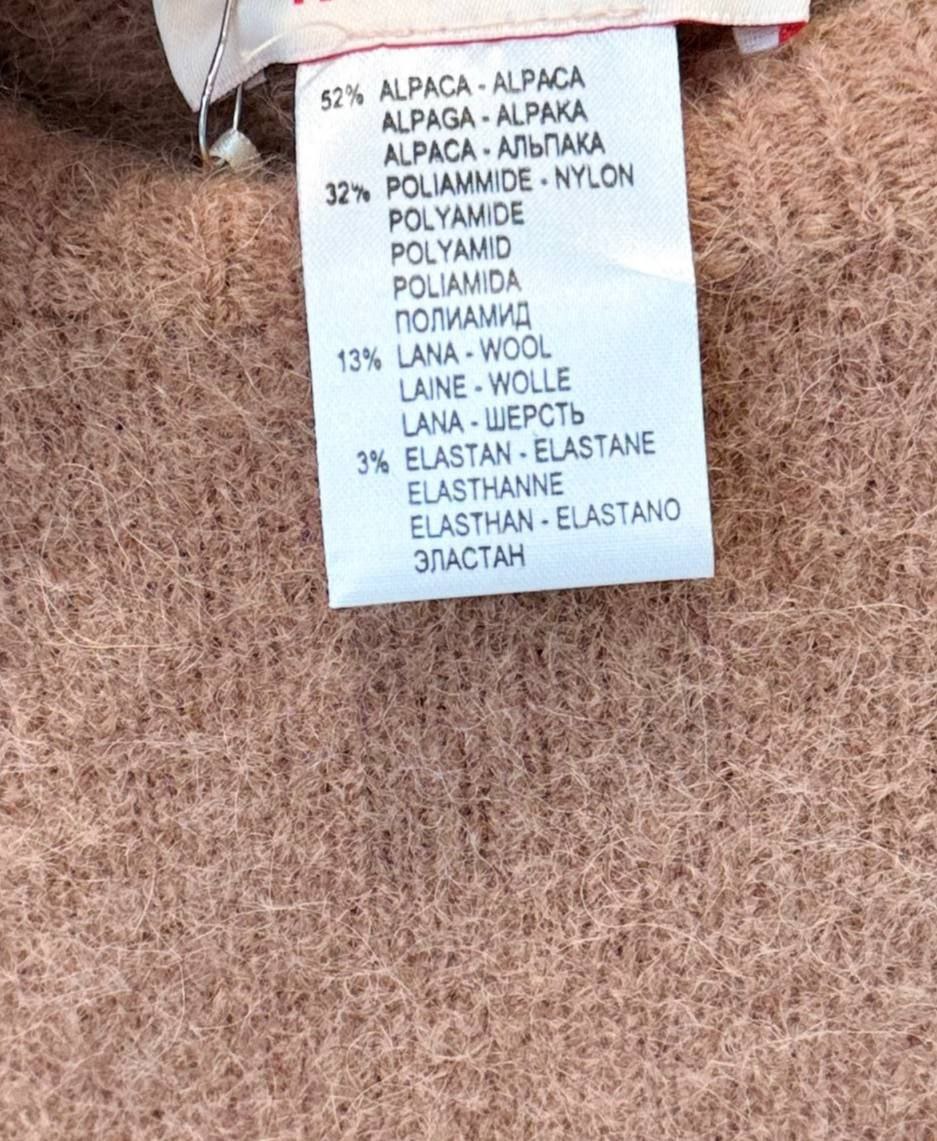 52% ALPACA - ALPACA
ALPAGA - ALPAKA
ALPACA - АЛЬПАКА
32% POLIAMMIDE - NYLON
POLYAMIDE
POLYAMID
POLIAMIDA
ПОЛИАМИД
13% LANA - WOOL
LAINE - WOLLE
LANA - ШЕРСТЬ
3% ELASTAN - ELASTANE
ELASTHANNE
ELASTHAN - ELASTANO
ЭЛАСТАН